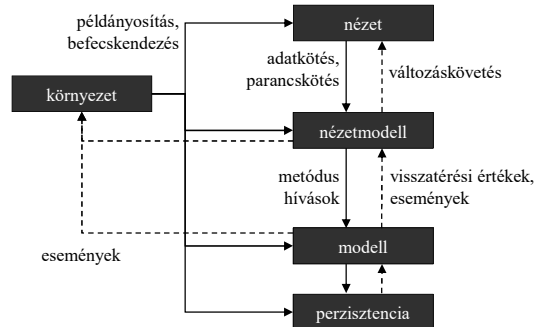 példányosítás,
befecskendezés
nézet
adatkötés,
parancskötés
változáskövetés
környezet
nézetmodell
metódus
hívások
visszatérési értékek,
események
modell
események
perzisztencia